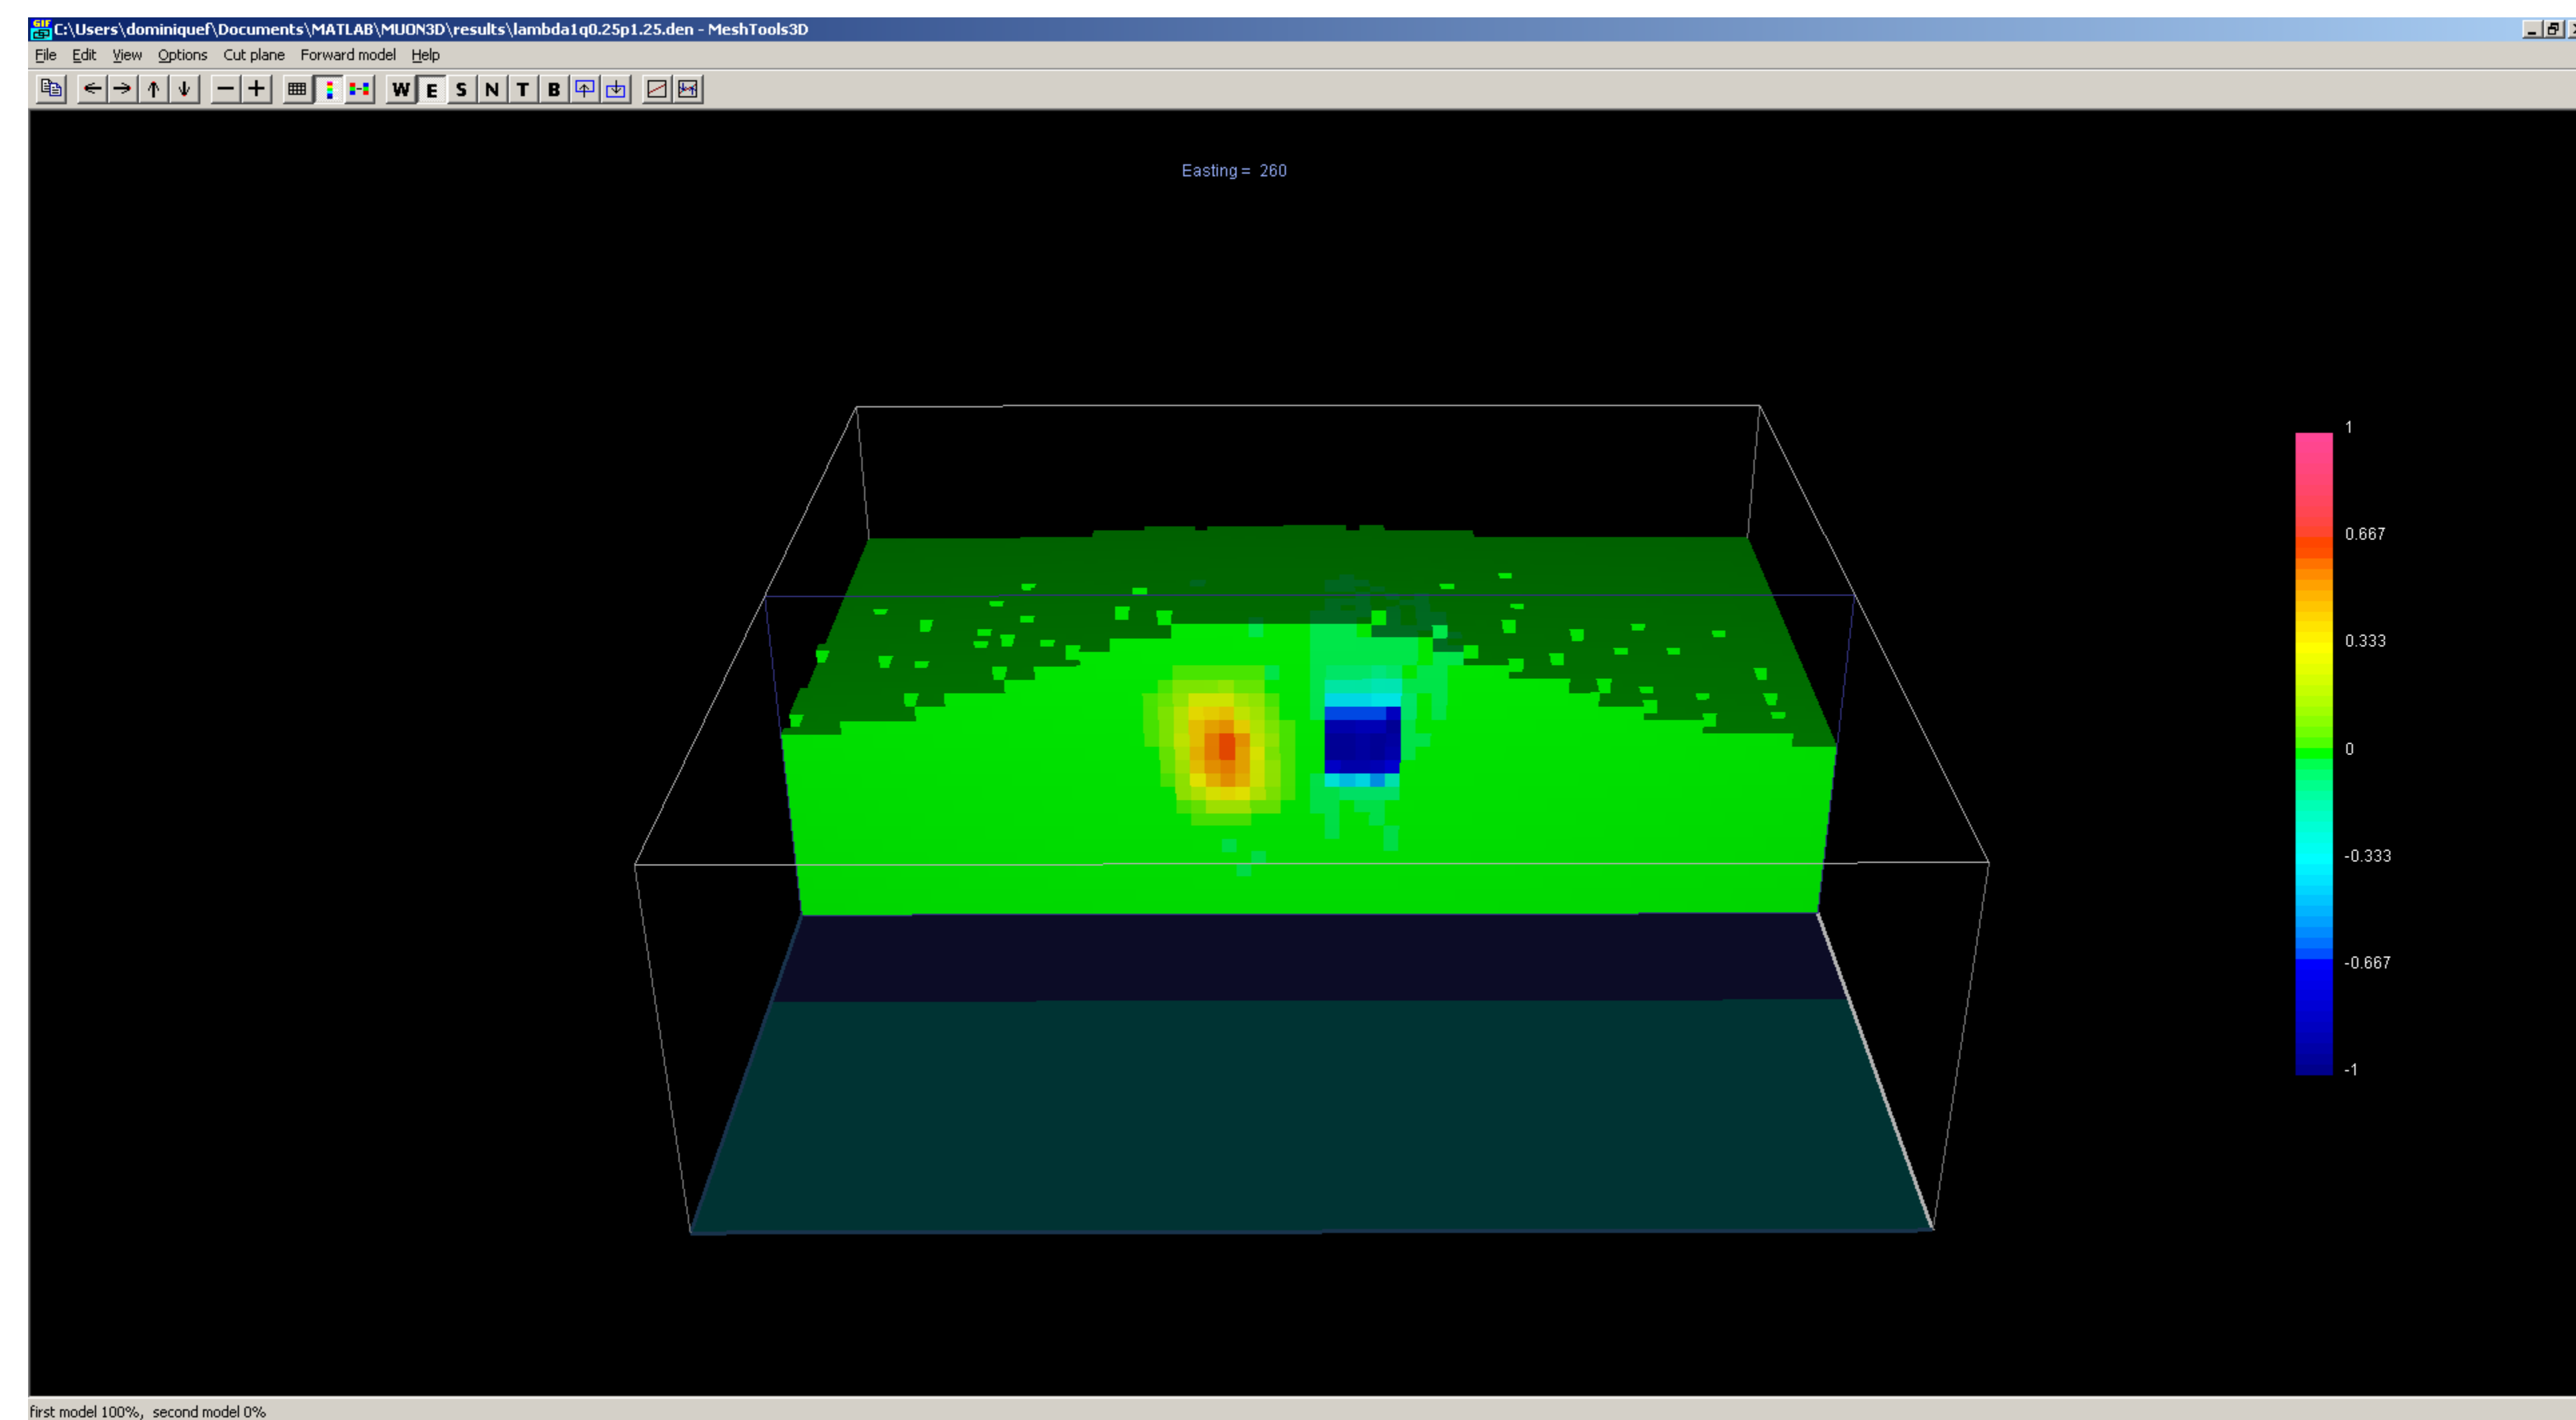 GIF C:\Users\dominiquef\Documents\MATLAB\MUON3D\results\lambda1q0.25p1.25.den - MeshTools3D
File Edit View Options Cut plane Forward model Help
W E S N T B
Easting = 260
1
0.667
0.333
0
-0.333
-0.667
-1
first model 100%, second model 0%